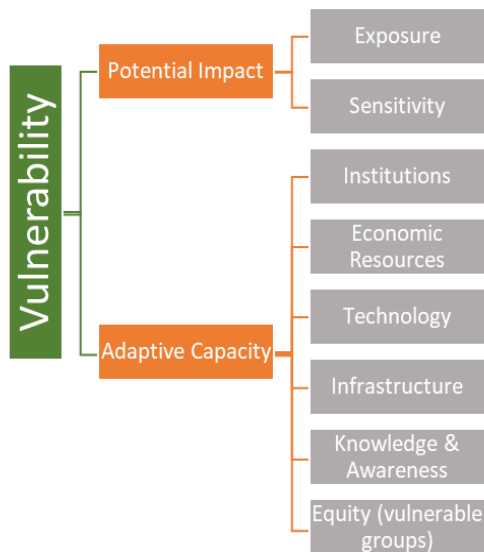 Vulnerability
Potential Impact
Exposure
Sensitivity
Adaptive Capacity
Institutions
Economic
Resources
Technology
Infrastructure
Knowledge &
Awareness
Equity (vulnerable
groups)